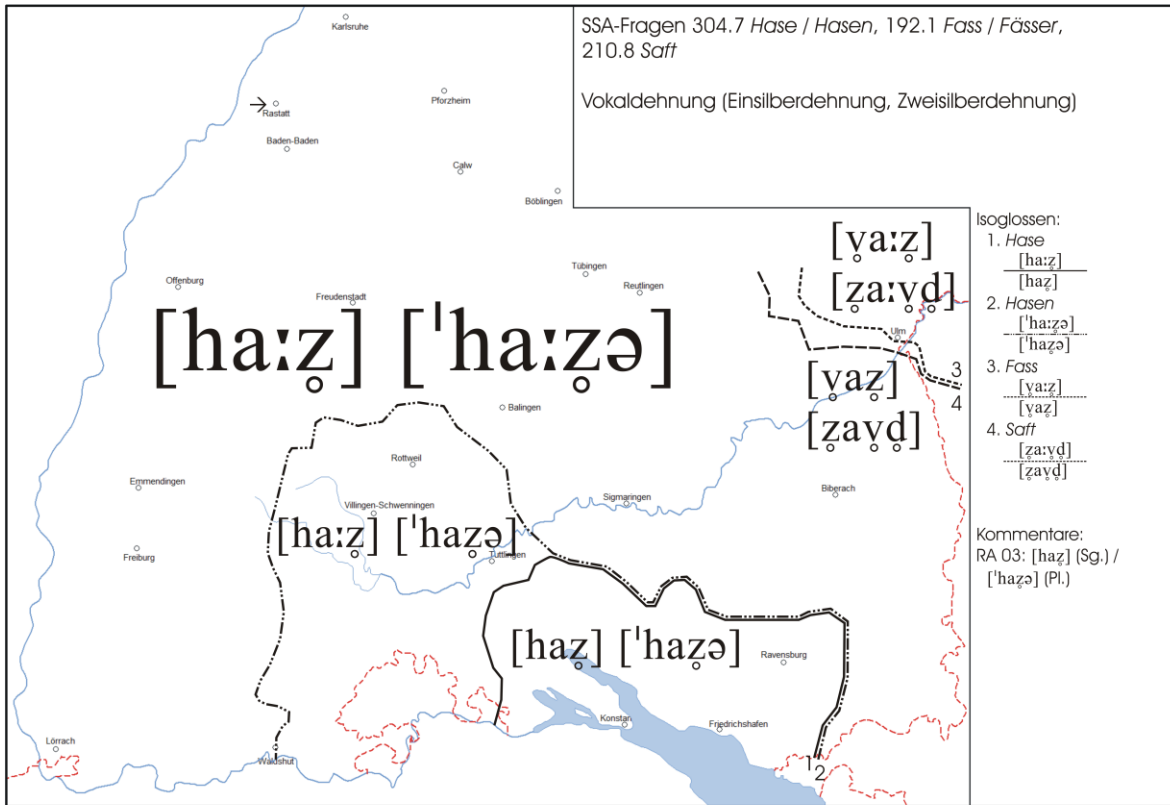 SSA-Fragen 304.7 Hase / Hasen, 192.1 Fass / Fässer,
210.8 Saft
Vokaldehnung (Einsilberdehnung, Zweisilberdehnung)
Karlsruhe
Rastatt
Pforzheim
Baden-Baden
Calw
Böblingen
Offenburg
Freudenstadt
Tübingen
Reutlingen
Ulm
[v̥aːz̥]
[z̥aːv̥d̥]
[haːz̥] [ˈhaːz̥ə]
3
4
[v̥az̥]
[z̥av̥d̥]
Balingen
Rottweil
Emmendingen
Villingen-Schwenningen
Sigmaringen
Biberach
[haːz̥] [ˈhaz̥ə]
Freiburg
Tuttlingen
[haz̥] [ˈhaz̥ə]
Ravensburg
Konstan
Friedrichshafen
Lörrach
Waldshut
1
2
Isoglossen:
1. Hase
[haːz̥]
[haz̥]
2. Hasen
[ˈhaːz̥ə]
[ˈhaz̥ə]
3. Fass
[v̥aːz̥]
[v̥az̥]
4. Saft
[z̥aːv̥d̥]
[z̥av̥d̥]
Kommentare:
RA 03: [haz̥] (Sg.) /
[ˈhaz̥ə] (Pl.)